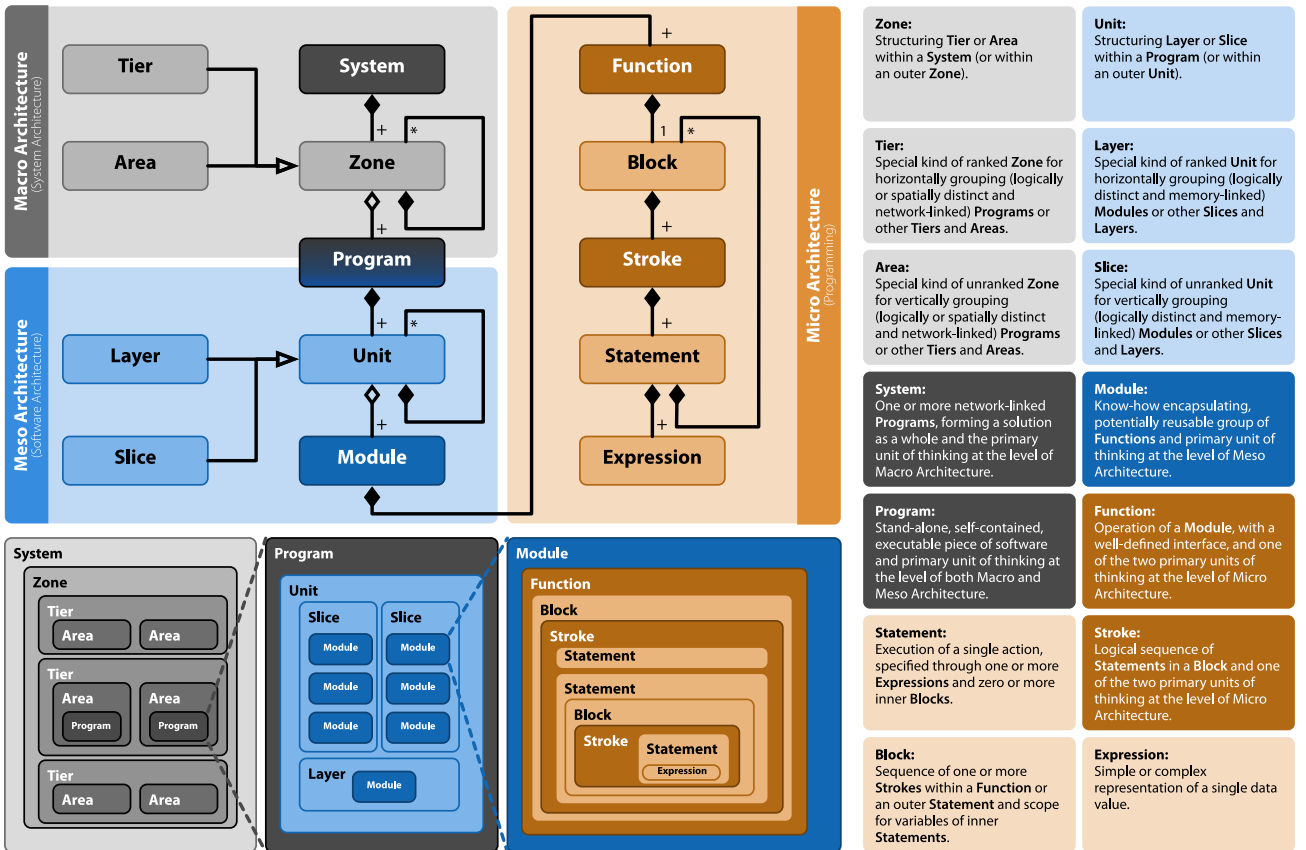 Macro Architecture
(System Architecture)
Tier
System
Area
+
*
Zone
+
Program
Meso Architecture
(Software Architecture)
+
*
Layer
Unit
+
Slice
Module
Micro Architecture
(Programming)
+
Function
1
*
Block
+
Stroke
+
Statement
+
Expression
System
Zone
Tier
Area
Area
Tier
Area
Area
Program
Program
Tier
Area
Area
Program
Unit
Slice
Slice
Module
Module
Module
Module
Module
Module
Layer
Module
Module
Function
Block
Stroke
Statement
Statement
Block
Stroke
Statement
Expression
Zone:
Structuring Tier or Area
within a System (or within
an outer Zone).
Unit:
Structuring Layer or Slice
within a Program (or within
an outer Unit).
Tier:
Special kind of ranked Zone for
horizontally grouping (logically
or spatially distinct and
network-linked) Programs or
other Tiers and Areas.
Layer:
Special kind of ranked Unit for
horizontally grouping (logically
distinct and memory-linked)
Modules or other Slices and
Layers.
Area:
Special kind of unranked Zone
for vertically grouping
(logically or spatially distinct
and network-linked) Programs
or other Tiers and Areas.
Slice:
Special kind of unranked Unit
for vertically grouping
(logically distinct and memory-
linked) Modules or other Slices
and Layers.
System:
One or more network-linked
Programs, forming a solution
as a whole and the primary
unit of thinking at the level of
Macro Architecture.
Module:
Know-how encapsulating,
potentially reusable group of
Functions and primary unit of
thinking at the level of Meso
Architecture.
Program:
Stand-alone, self-contained,
executable piece of software
and primary unit of thinking at
the level of both Macro and
Meso Architecture.
Function:
Operation of a Module, with a
well-defined interface, and one
of the two primary units of
thinking at the level of Micro
Architecture.
Statement:
Execution of a single action,
specified through one or more
Expressions and zero or more
inner Blocks.
Stroke:
Logical sequence of
Statements in a Block and one
of the two primary units of
thinking at the level of Micro
Architecture.
Block:
Sequence of one or more
Strokes within a Function or
an outer Statement and scope
for variables of inner
Statements.
Expression:
Simple or complex
representation of a single data
value.